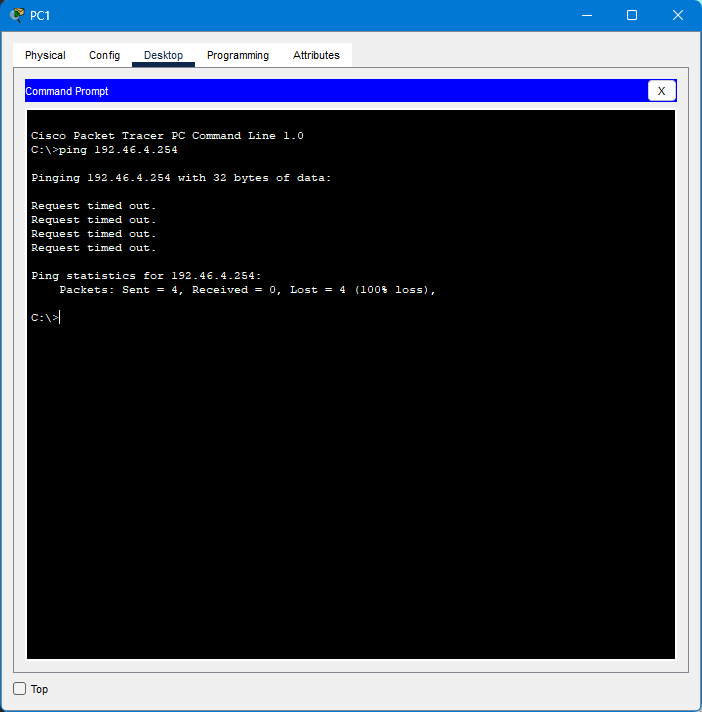 PC1
Physical Config Desktop Programming Attributes
Command Prompt X
Cisco Packet Tracer PC Command Line 1.0
C:\>ping 192.46.4.254
Pinging 192.46.4.254 with 32 bytes of data:
Request timed out.
Request timed out.
Request timed out.
Request timed out.
Ping statistics for 192.46.4.254:
    Packets: Sent = 4, Received = 0, Lost = 4 (100% loss),
C:\>
Top